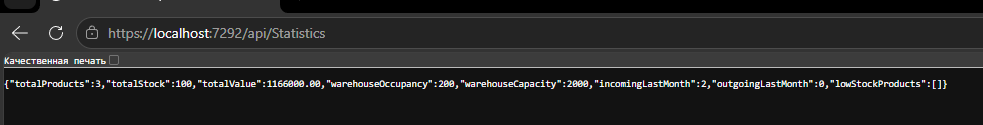 https://localhost:7292/api/Statistics
Качественная печать
{"totalProducts":3,"totalStock":100,"totalValue":1166000.00,"warehouseOccupancy":200,"warehouseCapacity":2000,"incomingLastMonth":2,"outgoingLastMonth":0,"lowStockProducts":[]}